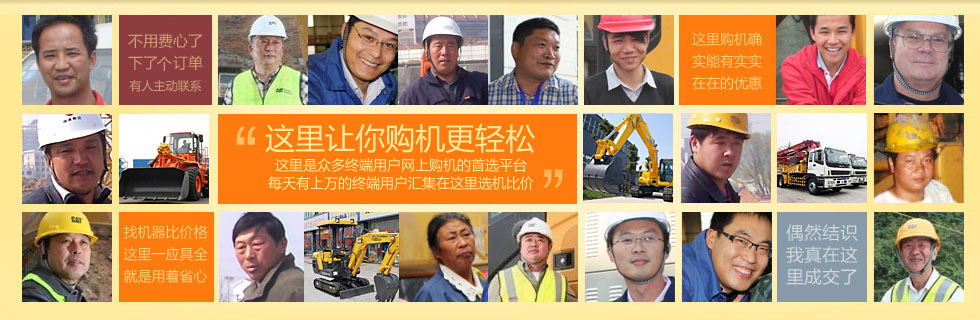 不用费心了
下了个订单
有人主动联系
这里购机确
实能有实实
在在的优惠
“ 这里让你购机更轻松
这里是众多终端用户网上购机的首选平台
每天有上万的终端用户汇集在这里选机比价 ”
找机器比价格
这里一应具全
就是用着省心
CAT
偶然结识
我真在这
里成交了